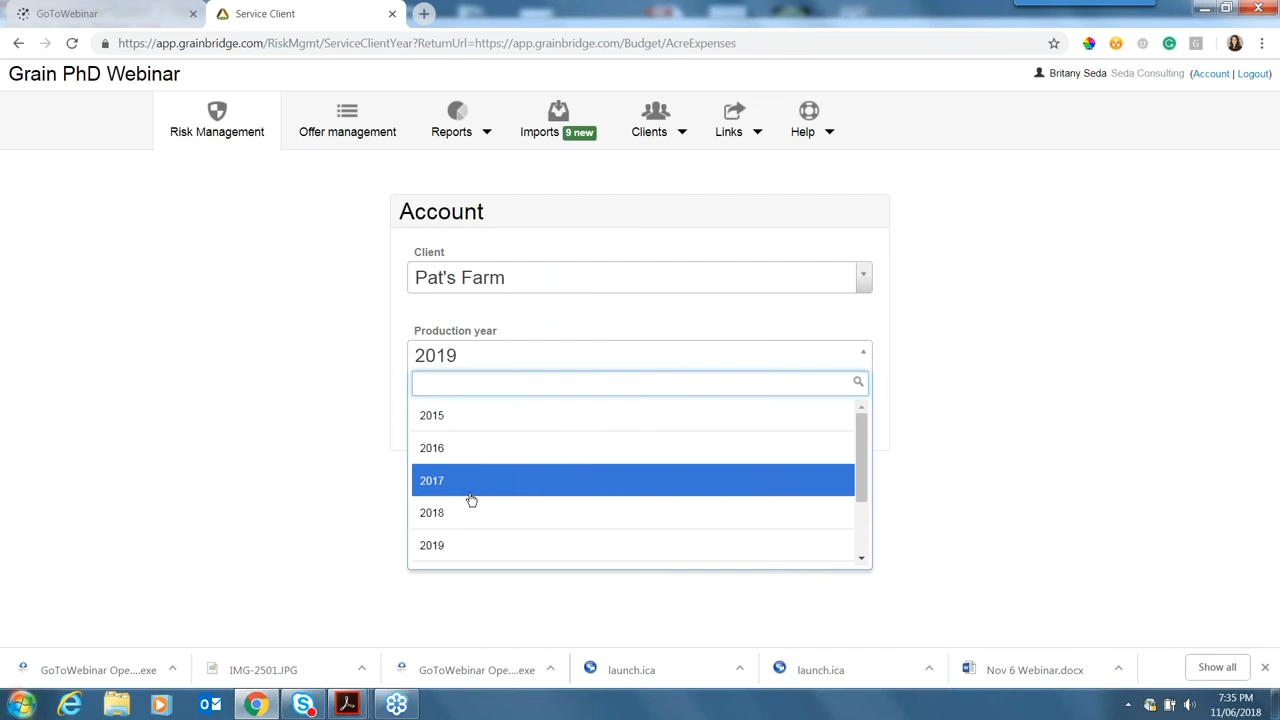 GoToWebinar
Service Client
https://app.grainbridge.com/RiskMgmt/ServiceClientYear?ReturnUrl=https://app.grainbridge.com/Budget/AcreExpenses
Grain PhD Webinar
Britany Seda Seda Consulting (Account | Logout)
Risk Management
Offer management
Reports
Imports 9 new
Clients
Links
Help
Account
Client
Pat's Farm
Production year
2019
2015
2016
2017
2018
2019
GoToWebinar Ope....exe
IMG-2501.JPG
GoToWebinar Ope....exe
launch.ica
launch.ica
Nov 6 Webinar.docx
Show all
7:35 PM
11/06/2018